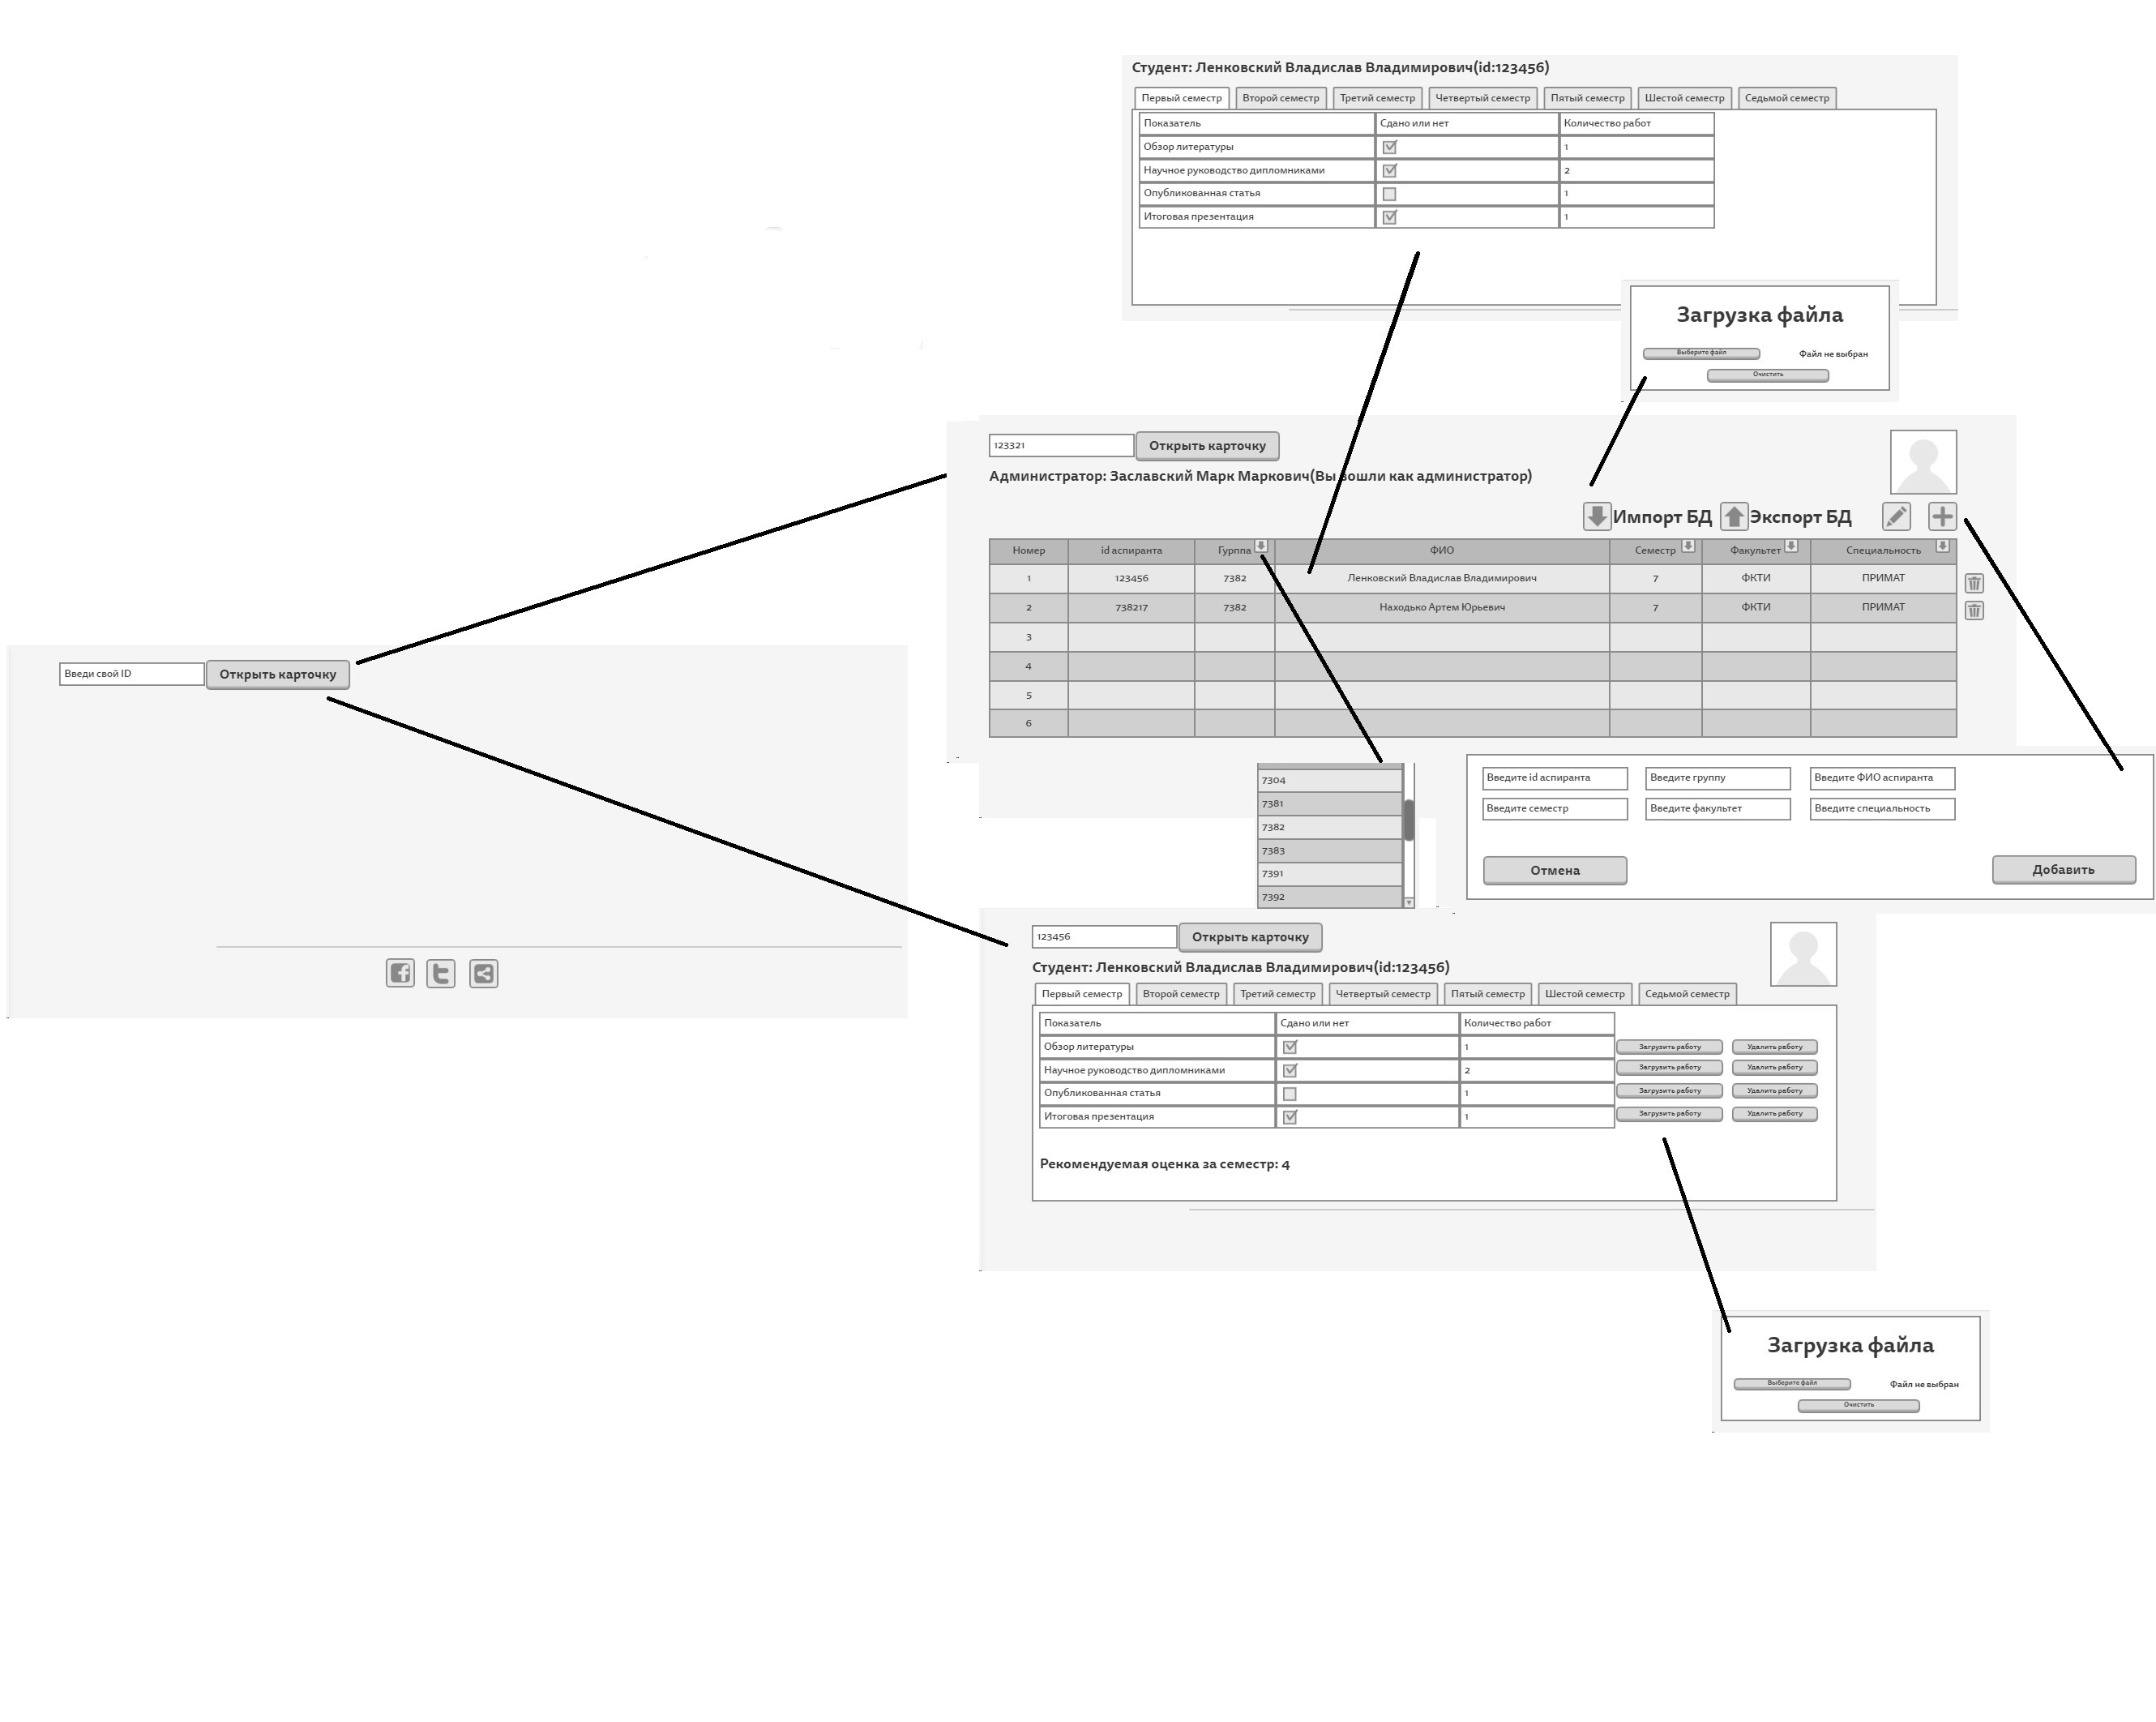 Студент: Ленковский Владислав Владимирович(id:123456)
Первый семестр Второй семестр Третий семестр Четвертый семестр Пятый семестр Шестой семестр Седьмой семестр
Показатель Сдано или нет Количество работ
Обзор литературы 1
Научное руководство дипломниками 2
Опубликованная статья 1
Итоговая презентация 1
Загрузка файла
Выберите файл Файл не выбран
Очистить
123321 Открыть карточку
Администратор: Заславский Марк Маркович(Вы вошли как администратор)
Импорт БД Экспорт БД
Номер id аспиранта Гурппа ФИО Семестр Факультет Специальность
1 123456 7382 Ленковский Владислав Владимирович 7 ФКТИ ПРИМАТ
2 738217 7382 Находько Артем Юрьевич 7 ФКТИ ПРИМАТ
3
4
5
6
Введи свой ID Открыть карточку
7304
7381
7382
7383
7391
7392
Введите id аспиранта Введите группу Введите ФИО аспиранта
Введите семестр Введите факультет Введите специальность
Отмена Добавить
123456 Открыть карточку
Студент: Ленковский Владислав Владимирович(id:123456)
Первый семестр Второй семестр Третий семестр Четвертый семестр Пятый семестр Шестой семестр Седьмой семестр
Показатель Сдано или нет Количество работ
Обзор литературы 1 Загрузить работу Удалить работу
Научное руководство дипломниками 2 Загрузить работу Удалить работу
Опубликованная статья 1 Загрузить работу Удалить работу
Итоговая презентация 1 Загрузить работу Удалить работу
Рекомендуемая оценка за семестр: 4
Загрузка файла
Выберите файл Файл не выбран
Очистить